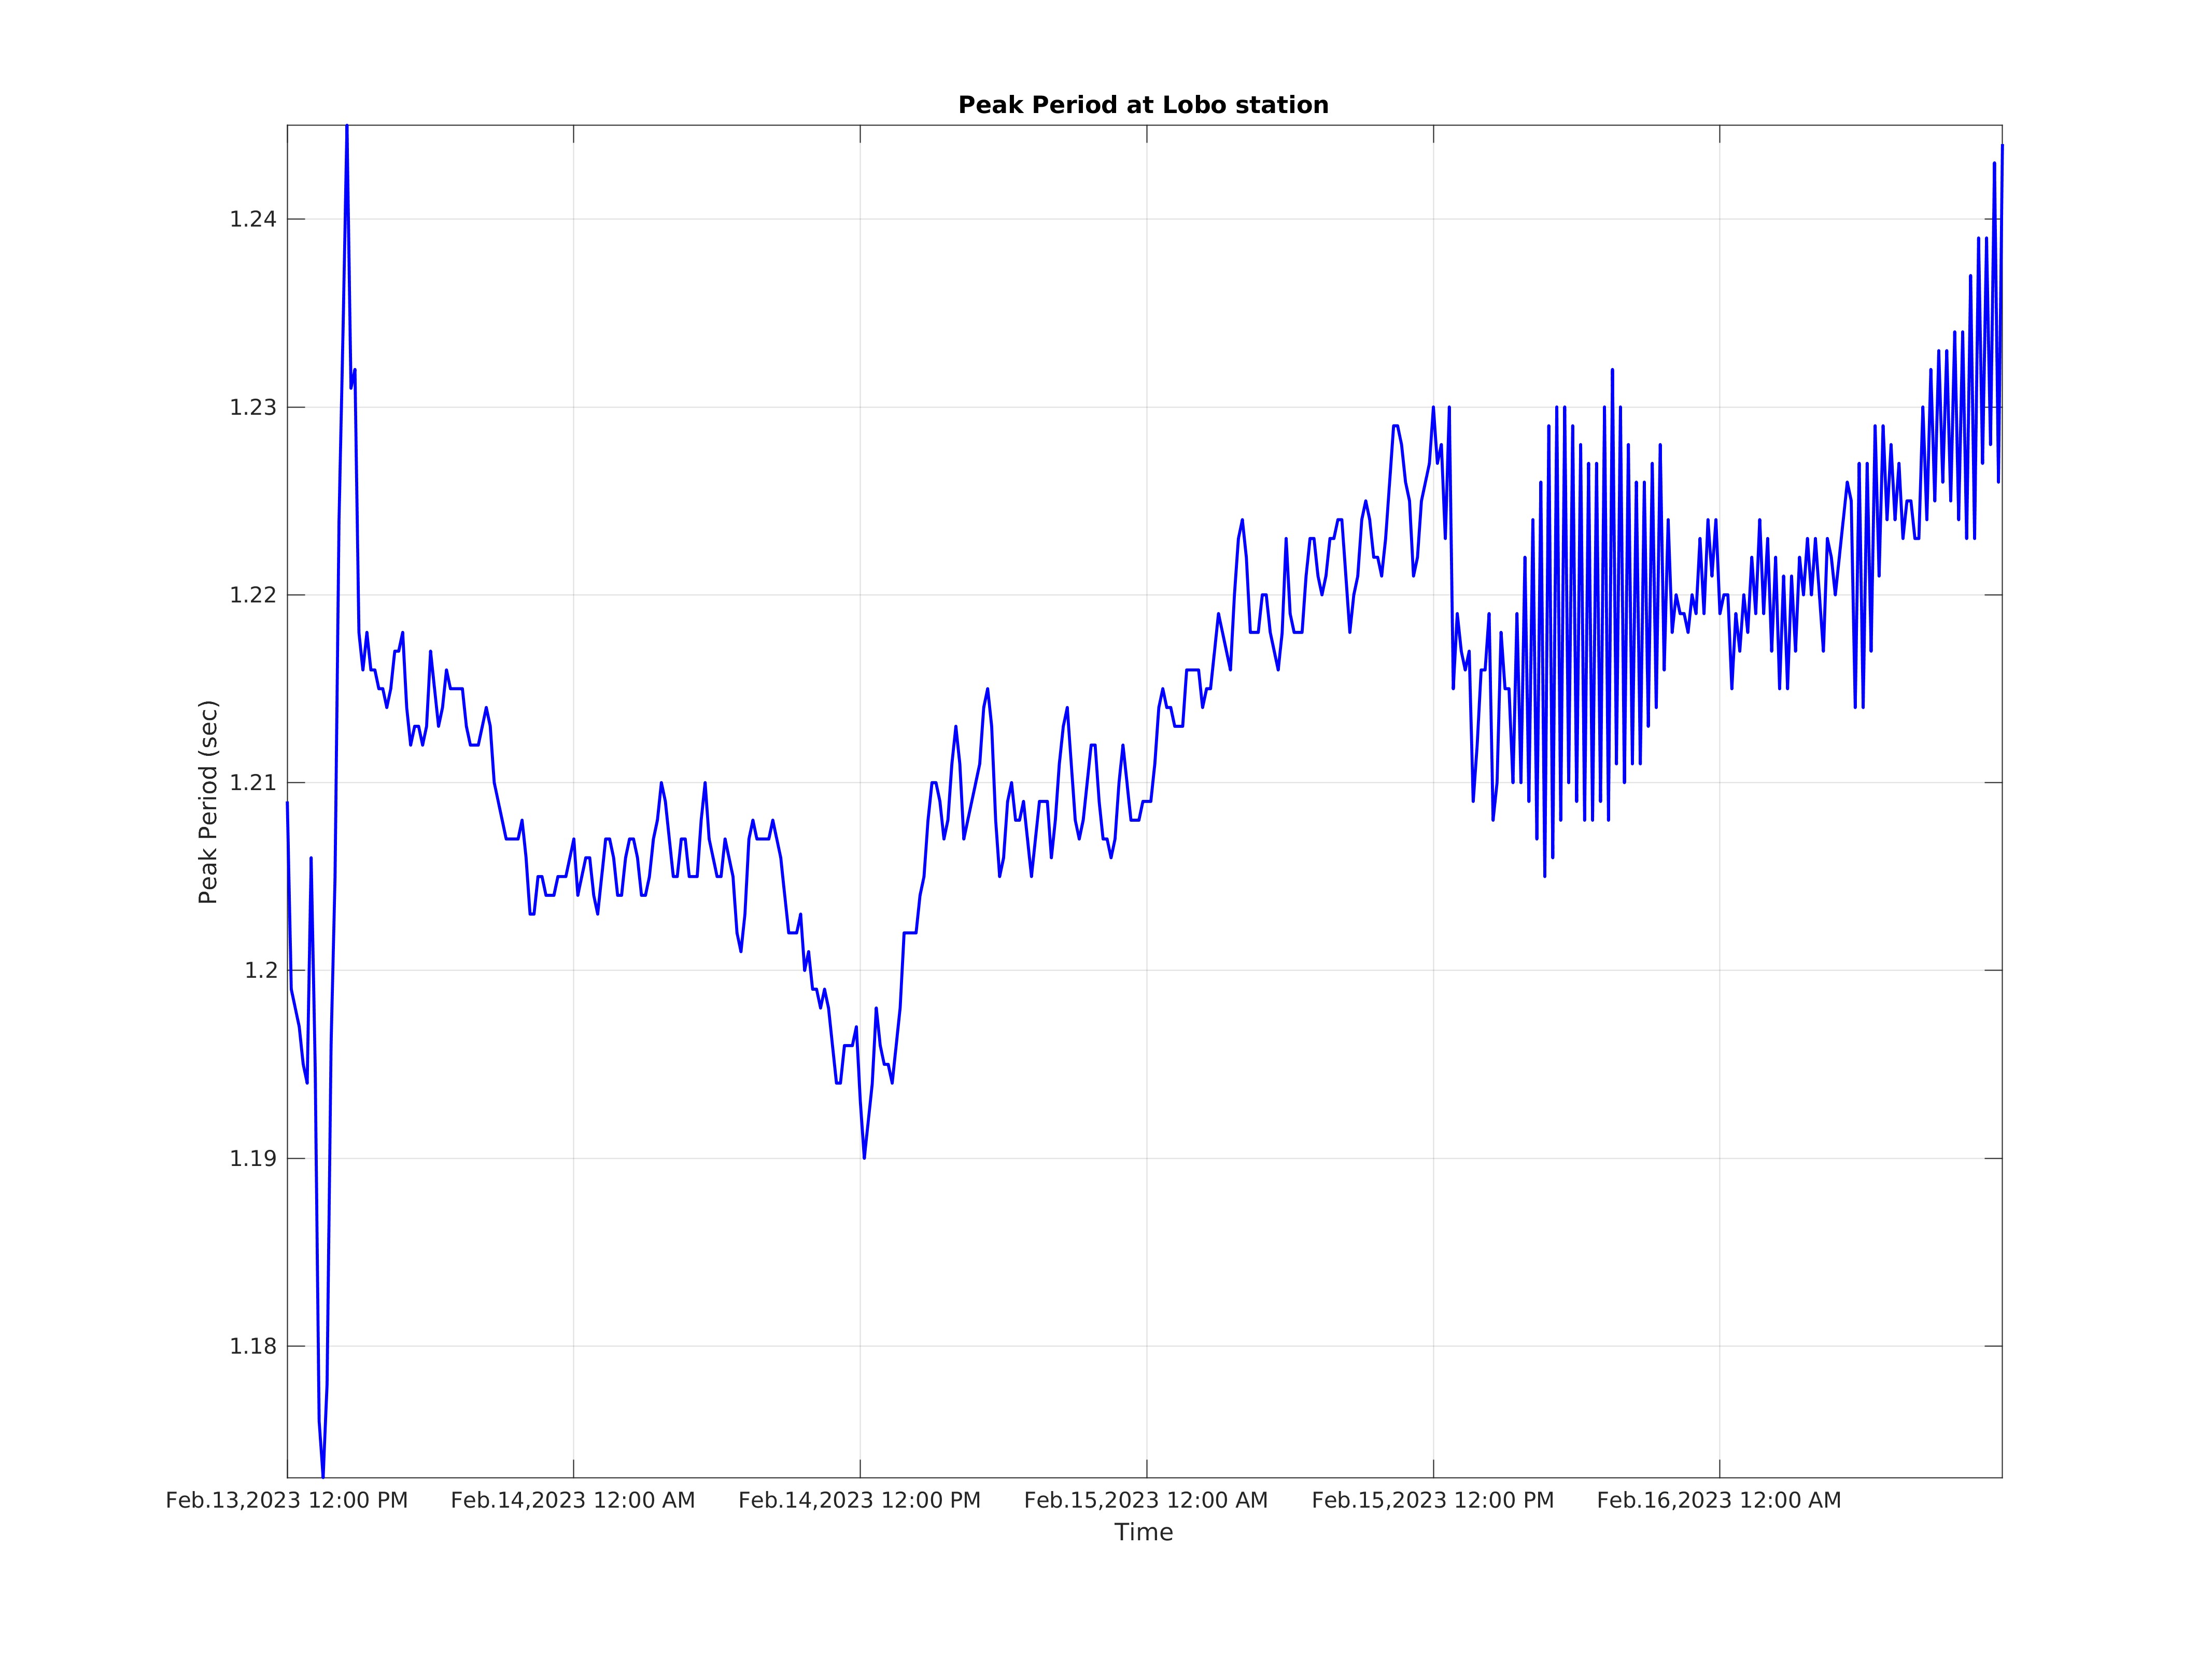 Peak Period at Lobo station
1.24
1.23
1.22
1.21
1.2
1.19
1.18
Peak Period (sec)
Feb.13,2023 12:00 PM
Feb.14,2023 12:00 AM
Feb.14,2023 12:00 PM
Feb.15,2023 12:00 AM
Feb.15,2023 12:00 PM
Feb.16,2023 12:00 AM
Time